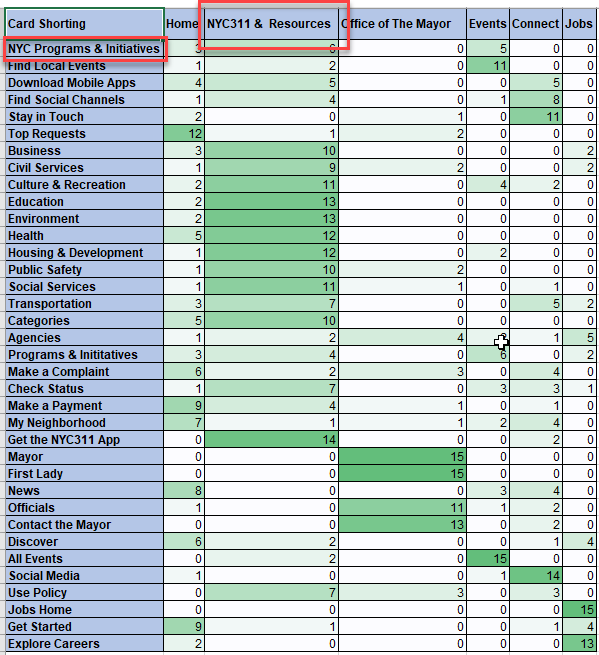 Card Shorting Home NYC311 & Resources Office of The Mayor Events Connect Jobs
NYC Programs & Initiatives 3 6 0 5 0 0
Find Local Events 1 2 0 11 0 0
Download Mobile Apps 4 5 0 0 5 0
Find Social Channels 1 4 0 1 8 0
Stay in Touch 2 0 1 0 11 0
Top Requests 12 1 2 0 0 0
Business 3 10 0 0 0 2
Civil Services 1 9 2 0 0 2
Culture & Recreation 2 11 0 4 2 0
Education 2 13 0 0 0 0
Environment 2 13 0 0 0 0
Health 5 12 0 0 0 0
Housing & Development 1 12 0 2 0 0
Public Safety 1 10 2 0 0 0
Social Services 1 11 1 0 1 0
Transportation 3 7 0 0 5 2
Categories 5 10 0 0 0 0
Agencies 1 2 4 1 5
Programs & Inititatives 3 4 0 6 0 2
Make a Complaint 6 2 3 0 4 0
Check Status 1 7 0 3 3 1
Make a Payment 9 4 1 0 1 0
My Neighborhood 7 1 1 2 4 0
Get the NYC311 App 0 14 0 0 2 0
Mayor 0 0 15 0 0 0
First Lady 0 0 15 0 0 0
News 8 0 0 3 4 0
Officials 1 0 11 1 2 0
Contact the Mayor 0 0 13 0 2 0
Discover 6 2 0 0 1 4
All Events 0 2 0 15 0 0
Social Media 1 0 0 1 14 0
Use Policy 0 7 3 0 3 0
Jobs Home 0 0 0 0 0 15
Get Started 9 1 0 0 1 4
Explore Careers 2 0 0 0 0 13